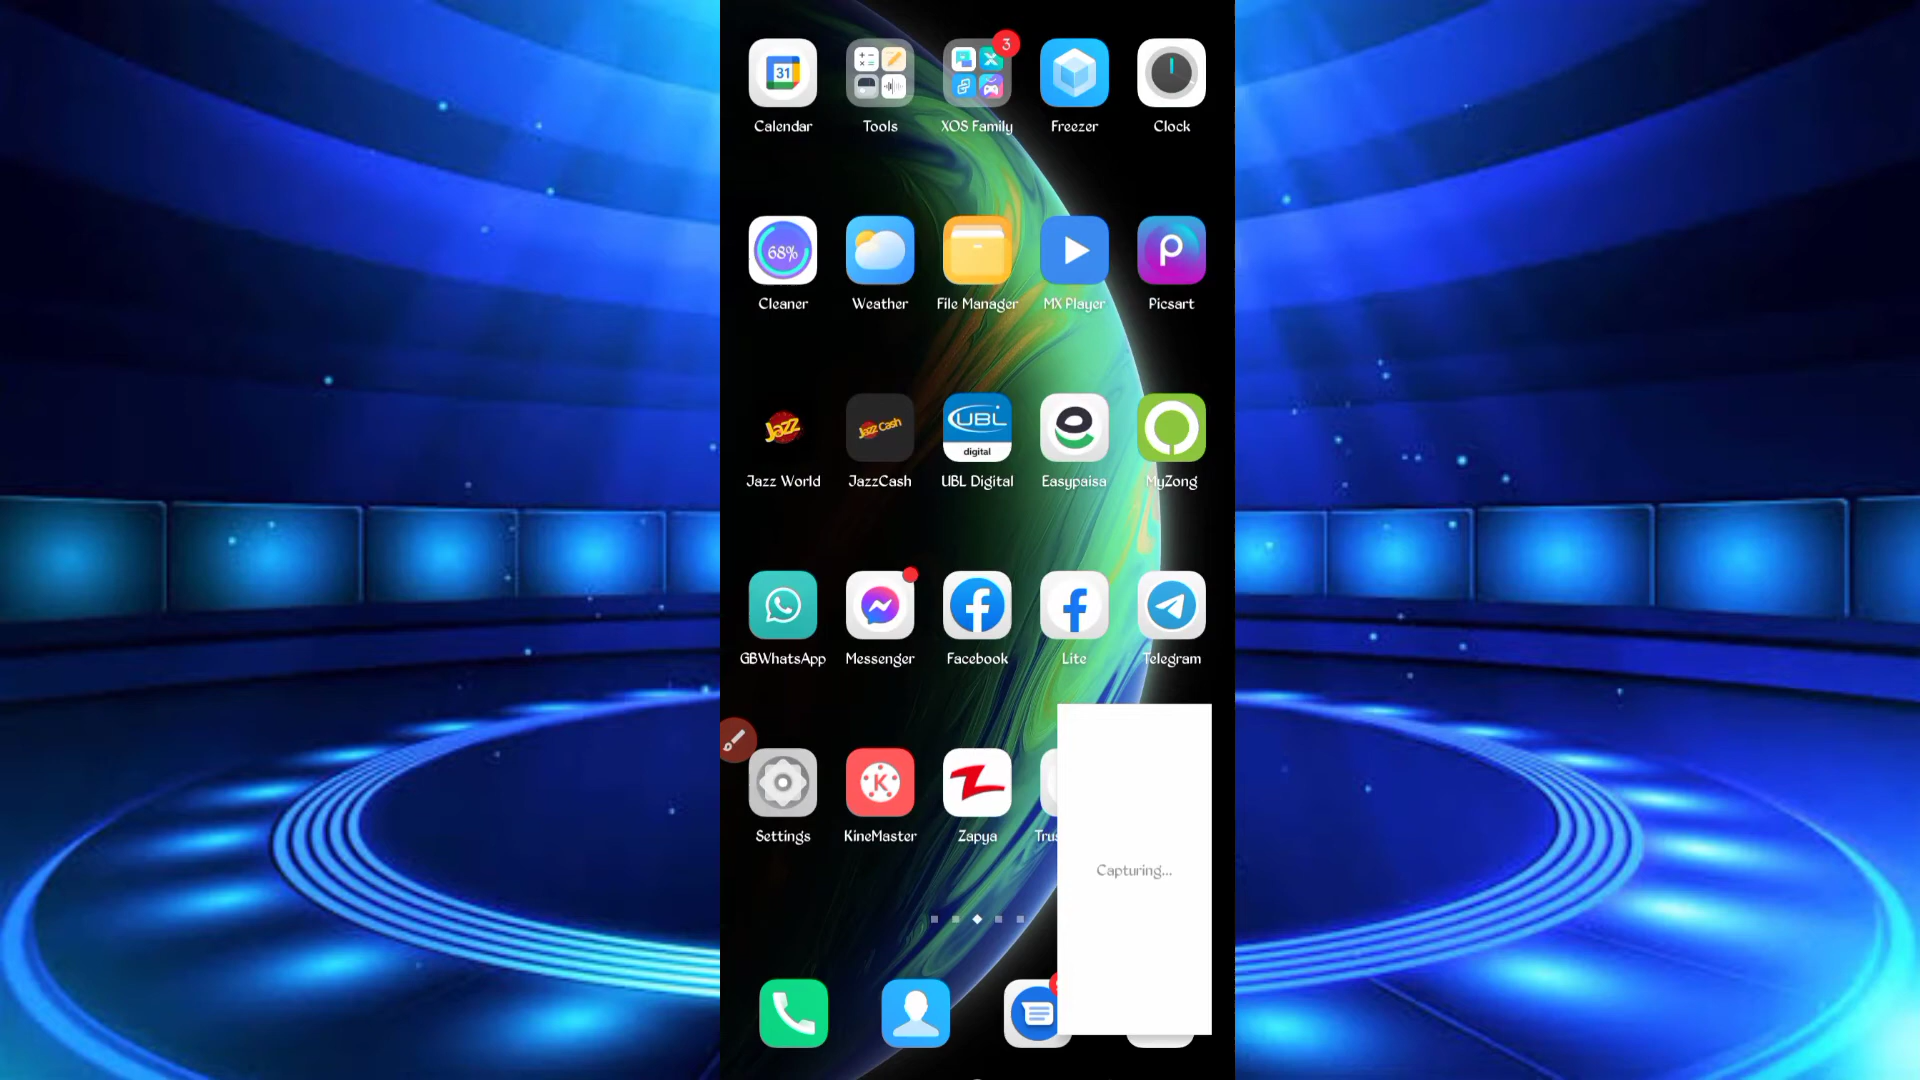 31
3
Calendar Tools XOS Family Freezer Clock
68%
Cleaner Weather File Manager MX Player Picsart
Jazz Jazz Cash UBL
digital
Jazz World JazzCash UBL Digital Easypaisa MyZong
GBWhatsApp Messenger Facebook Lite Telegram
K
Settings KineMaster Zapya Trus
Capturing...